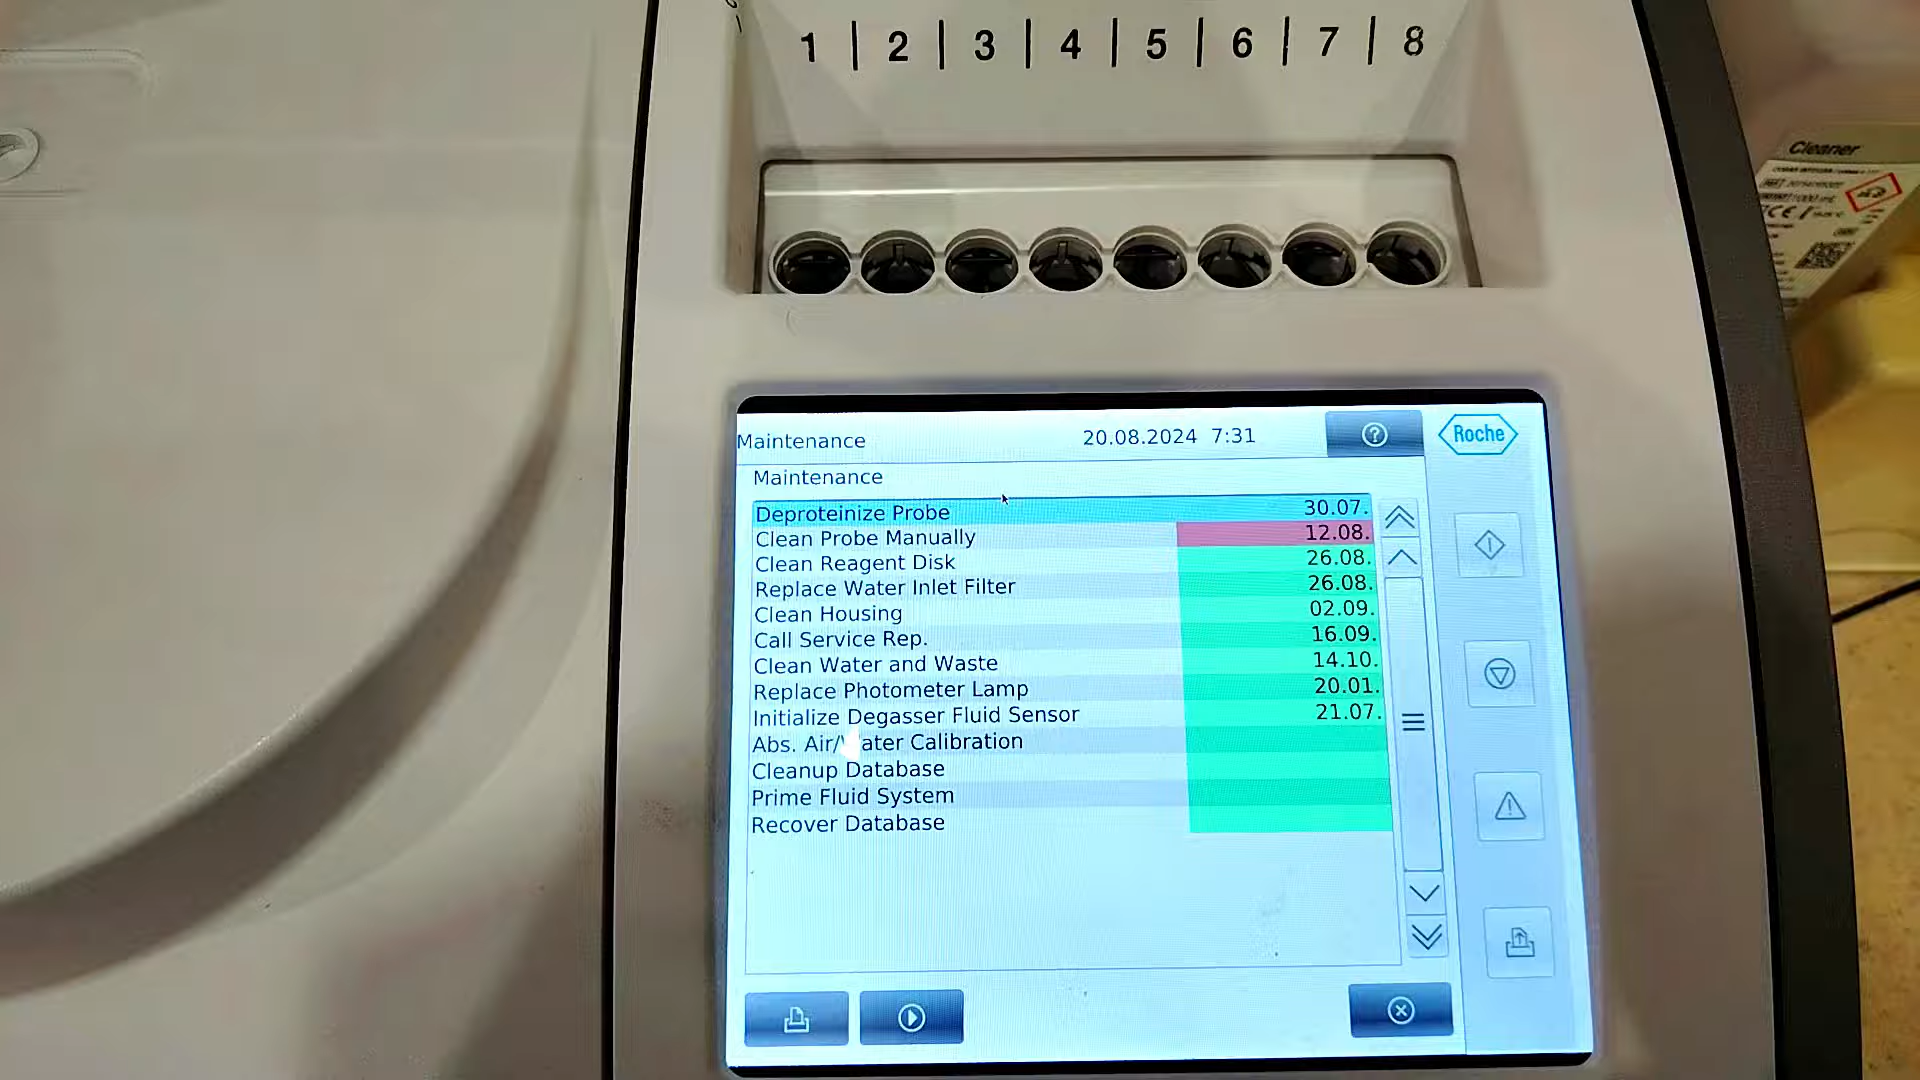 1 | 2 | 3 | 4 | 5 | 6 | 7 | 8
Cleaner
Maintenance 20.08.2024 7:31
Roche
Maintenance
Deproteinize Probe 30.07.
Clean Probe Manually 12.08.
Clean Reagent Disk 26.08.
Replace Water Inlet Filter 26.08.
Clean Housing 02.09.
Call Service Rep. 16.09.
Clean Water and Waste 14.10.
Replace Photometer Lamp 20.01.
Initialize Degasser Fluid Sensor 21.07.
Abs. Air/Water Calibration
Cleanup Database
Prime Fluid System
Recover Database